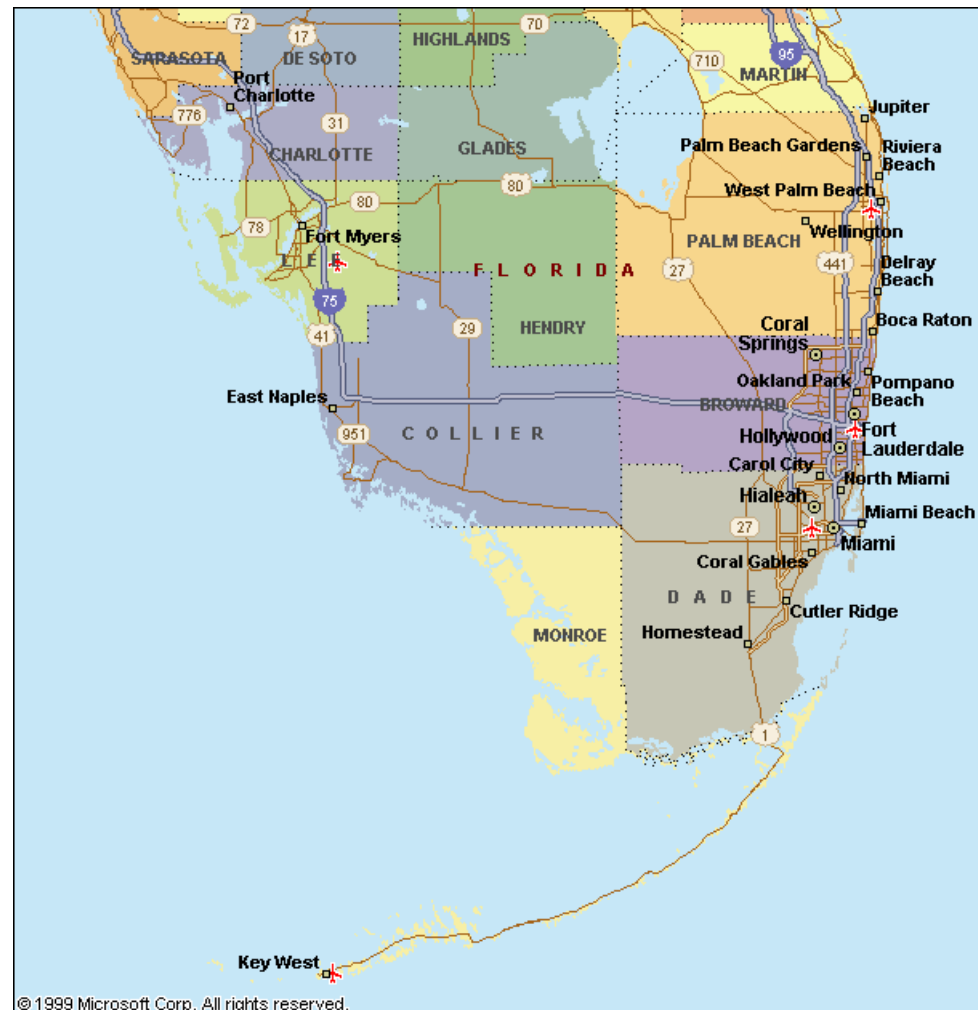 72
17
HIGHLANDS
70
95
SARASOTA
DE SOTO
710
MARTIN
Port
Charlotte
776
31
Jupiter
CHARLOTTE
GLADES
Palm Beach Gardens
Riviera
Beach
80
80
West Palm Beach
78
Fort Myers
Wellington
PALM BEACH
LEE
FLORIDA
27
441
Delray
Beach
75
41
29
HENDRY
Coral
Springs
Boca Raton
East Naples
Oakland Park
Pompano
Beach
BROWARD
951
COLLIER
Hollywood
Fort
Lauderdale
Carol City
North Miami
Hialeah
27
Miami Beach
Miami
Coral Gables
DADE
Cutler Ridge
MONROE
Homestead
1
Key West
© 1999 Microsoft Corp. All rights reserved.